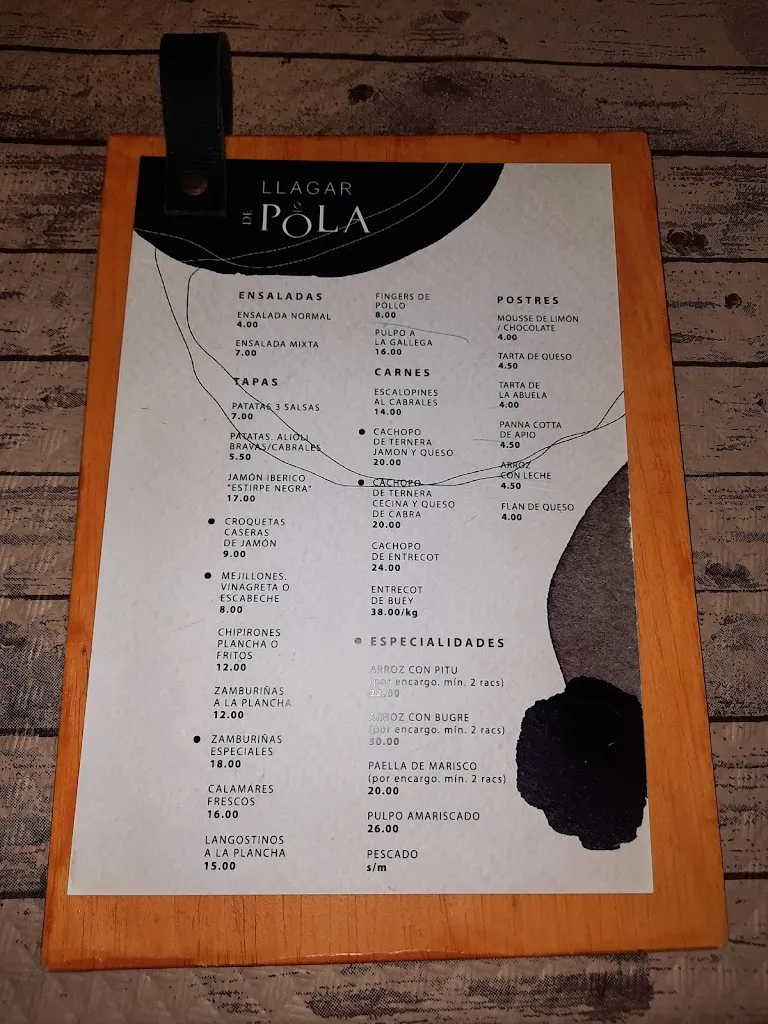 LLAGAR
DE POLA
ENSALADAS
ENSALADA NORMAL
4.00
ENSALADA MIXTA
7.00
TAPAS
PATATAS 3 SALSAS
7.00
PATATAS. ALIOLI
BRAVAS/CABRALES
5.50
JAMÓN IBERICO
"ESTIRPE NEGRA"
17.00
CROQUETAS
CASERAS
DE JAMÓN
9.00
MEJILLONES.
VINAGRETA O
ESCABECHE
8.00
CHIPIRONES
PLANCHA O
FRITOS
12.00
ZAMBURIÑAS
A LA PLANCHA
12.00
ZAMBURIÑAS
ESPECIALES
18.00
CALAMARES
FRESCOS
16.00
LANGOSTINOS
A LA PLANCHA
15.00
FINGERS DE
POLLO
8.00
PULPO A
LA GALLEGA
16.00
CARNES
ESCALOPINES
AL CABRALES
14.00
CACHOPO
DE TERNERA
JAMON Y QUESO
20.00
CACHOPO
DE TERNERA
CECINA Y QUESO
DE CABRA
20.00
CACHOPO
DE ENTRECOT
24.00
ENTRECOT
DE BUEY
38.00/kg
ESPECIALIDADES
ARROZ CON PITU
(por encargo. mín. 2 racs)
22.00
ARROZ CON BUGRE
(por encargo. mín. 2 racs)
30.00
PAELLA DE MARISCO
(por encargo. mín. 2 racs)
20.00
PULPO AMARISCADO
26.00
PESCADO
s/m
POSTRES
MOUSSE DE LIMÓN
/ CHOCOLATE
4.00
TARTA DE QUESO
4.50
TARTA DE
LA ABUELA
4.00
PANNA COTTA
DE APIO
4.50
ARROZ
CON LECHE
4.50
FLAN DE QUESO
4.00